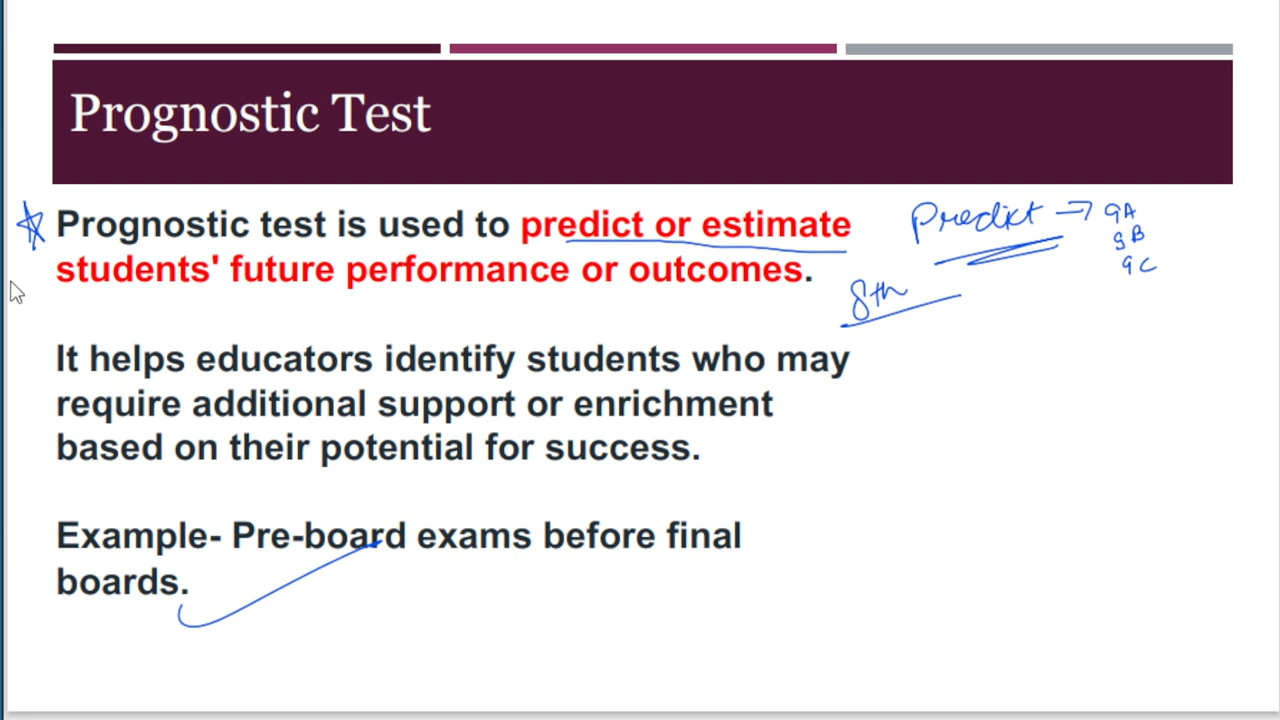 Prognostic Test
Prognostic test is used to predict or estimate
students' future performance or outcomes.
Predict → 9A
9B
9C
8th
It helps educators identify students who may
require additional support or enrichment
based on their potential for success.
Example- Pre-board exams before final
boards.